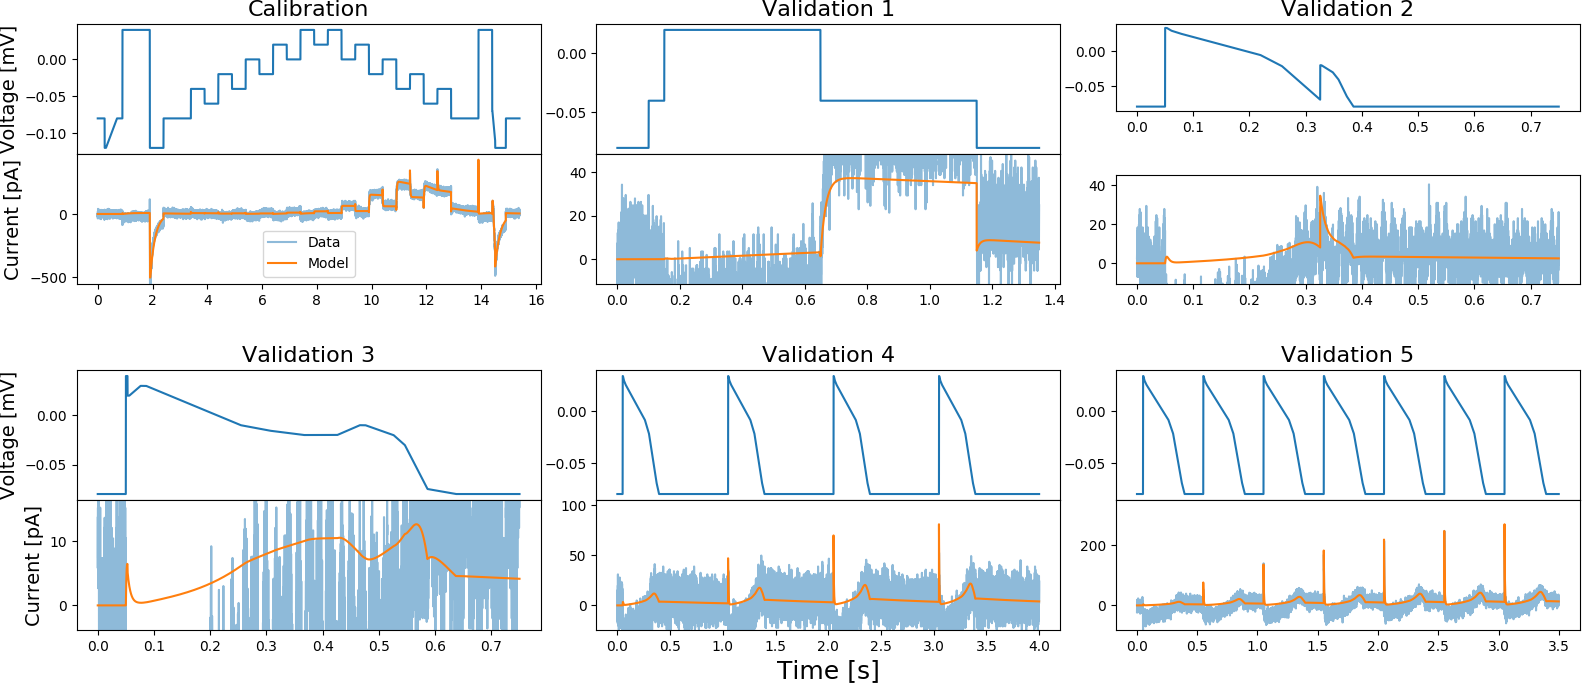 Calibration
Validation 1
Validation 2
Voltage [mV]
0.00
−0.05
−0.10
0.00
−0.05
0.00
−0.05
0.0 0.1 0.2 0.3 0.4 0.5 0.6 0.7
Current [pA]
0
−500
Data
Model
40
20
0
40
20
0
0 2 4 6 8 10 12 14 16
0.0 0.2 0.4 0.6 0.8 1.0 1.2 1.4
0.0 0.1 0.2 0.3 0.4 0.5 0.6 0.7
Validation 3
Validation 4
Validation 5
Voltage [mV]
0.00
−0.05
0.00
−0.05
0.00
−0.05
Current [pA]
10
0
100
50
0
200
0
0.0 0.1 0.2 0.3 0.4 0.5 0.6 0.7
0.0 0.5 1.0 1.5 2.0 2.5 3.0 3.5 4.0
0.0 0.5 1.0 1.5 2.0 2.5 3.0 3.5
Time [s]